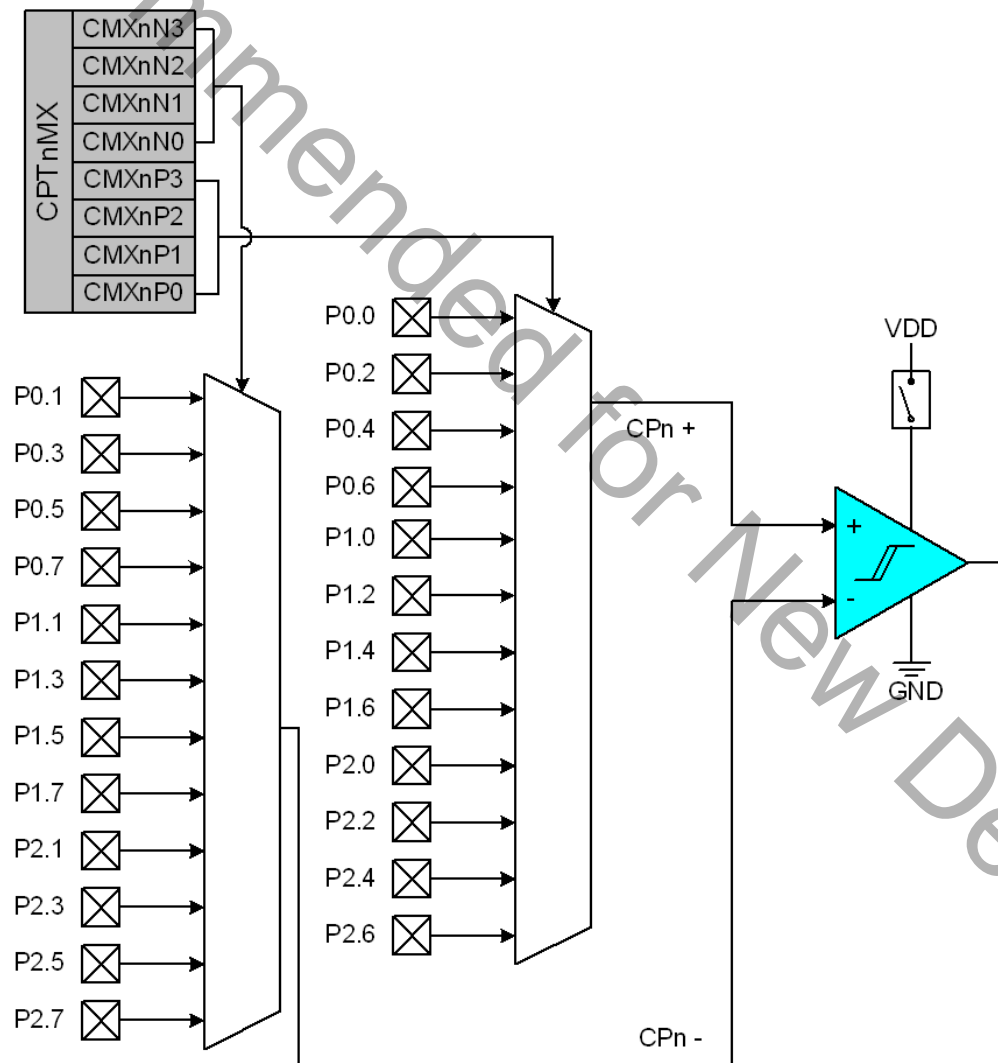 CPTnMX
CMXnN3
CMXnN2
CMXnN1
CMXnN0
CMXnP3
CMXnP2
CMXnP1
CMXnP0
P0.1
P0.3
P0.5
P0.7
P1.1
P1.3
P1.5
P1.7
P2.1
P2.3
P2.5
P2.7
P0.0
P0.2
P0.4
P0.6
P1.0
P1.2
P1.4
P1.6
P2.0
P2.2
P2.4
P2.6
CPn +
CPn -
VDD
+
-
GND
mmended for New De